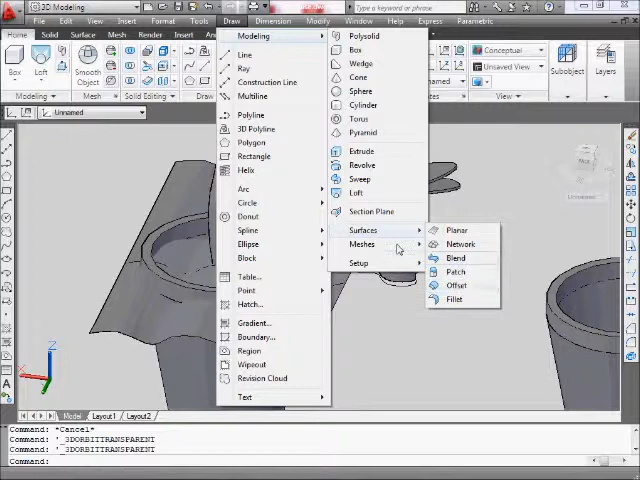 3D Modeling
Type a keyword or phrase
File Edit View Insert Format Tools Draw Dimension Modify Window Help Express Parametric
Home Solid Surface Mesh
Box
Loft
Smooth Object
Modeling
Mesh
Solid Editing
Draw
Conceptual
Unsaved View
Subobject
Layers
Unnamed
Modeling
Line
Ray
Construction Line
Multiline
Polyline
3D Polyline
Polygon
Rectangle
Helix
Arc
Circle
Donut
Spline
Ellipse
Block
Table...
Point
Hatch...
Gradient...
Boundary...
Region
Wipeout
Revision Cloud
Text
Polysolid
Box
Wedge
Cone
Sphere
Cylinder
Torus
Pyramid
Extrude
Revolve
Sweep
Loft
Section Plane
Surfaces
Meshes
Setup
Planar
Network
Blend
Patch
Offset
Fillet
Z
X
Model Layout1 Layout2
Command: *Cancel*
Command: '_3DORBITTRANSPARENT
Command: '_3DORBITTRANSPARENT
Command: